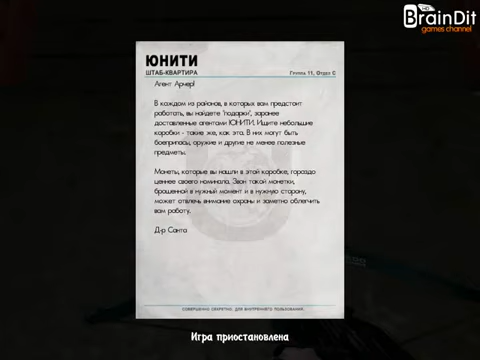 BrainDit
games channel
ЮНИТИ
ШТАБ-КВАРТИРА
Группа 11, Отдел С
Агент Арчер!
В каждом из районов, в которых вам предстоит
работать, вы найдете "подарки", заранее
доставленные агентами ЮНИТИ. Ищите небольшие
коробки - такие же, как эта. В них могут быть
боеприпасы, оружие и другие не менее полезные
предметы.
Монеты, которые вы нашли в этой коробке, гораздо
ценнее своего номинала. Звон такой монетки,
брошенной в нужный момент и в нужную сторону,
может отвлечь внимание охраны и заметно облегчить
вам работу.
Д-р Санта
СОВЕРШЕННО СЕКРЕТНО. ДЛЯ ВНУТРЕННЕГО ПОЛЬЗОВАНИЯ
Игра приостановлена